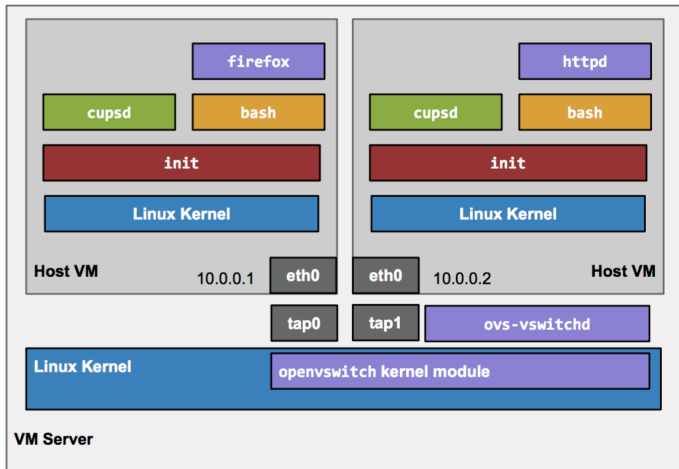 firefox
httpd
cupsd
bash
cupsd
bash
init
init
Linux Kernel
Linux Kernel
Host VM
10.0.0.1
eth0
eth0
10.0.0.2
Host VM
tap0
tap1
ovs-vswitchd
Linux Kernel
openvswitch kernel module
VM Server